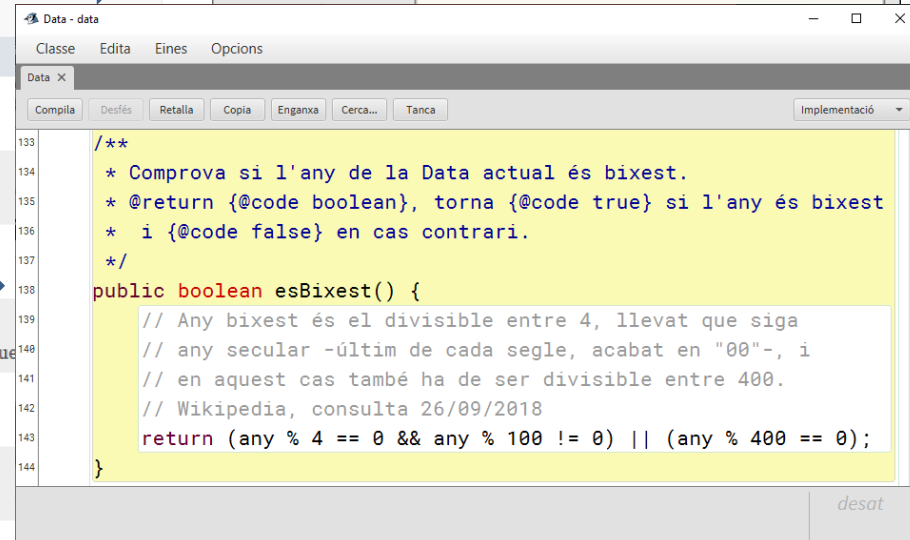 Data - data
Classe Edita Eines Opcions
Data
Compila Desfés Retalla Copia Enganxa Cerca... Tanca Implementació
133 /**
134 * Comprova si l'any de la Data actual és bixest.
135 * @return {@code boolean}, torna {@code true} si l'any és bixest
136 * i {@code false} en cas contrari.
137 */
138 public boolean esBixest() {
139 // Any bixest és el divisible entre 4, llevat que siga
ue
140 // any secular -últim de cada segle, acabat en "00"-, i
141 // en aquest cas també ha de ser divisible entre 400.
142 // Wikipedia, consulta 26/09/2018
143 return (any % 4 == 0 && any % 100 != 0) || (any % 400 == 0);
144 }
desat